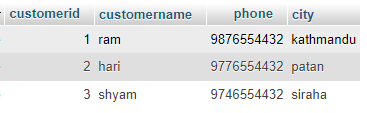 customerid customername phone city
1 ram 9876554432 kathmandu
2 hari 9776554432 patan
3 shyam 9746554432 siraha